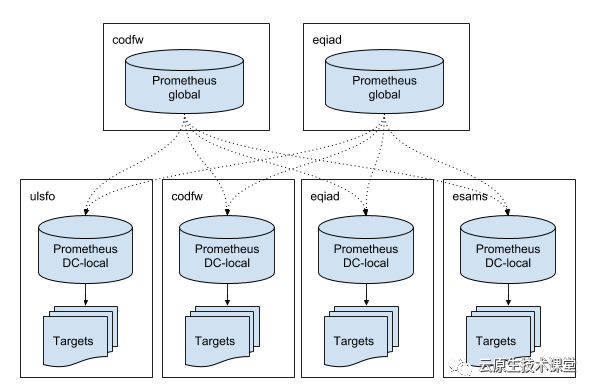 codfw
Prometheus
global
eqiad
Prometheus
global
ulsfo
Prometheus
DC-local
Targets
codfw
Prometheus
DC-local
Targets
eqiad
Prometheus
DC-local
Targets
esams
Prometheus
DC-local
Targets
云原生技术课堂